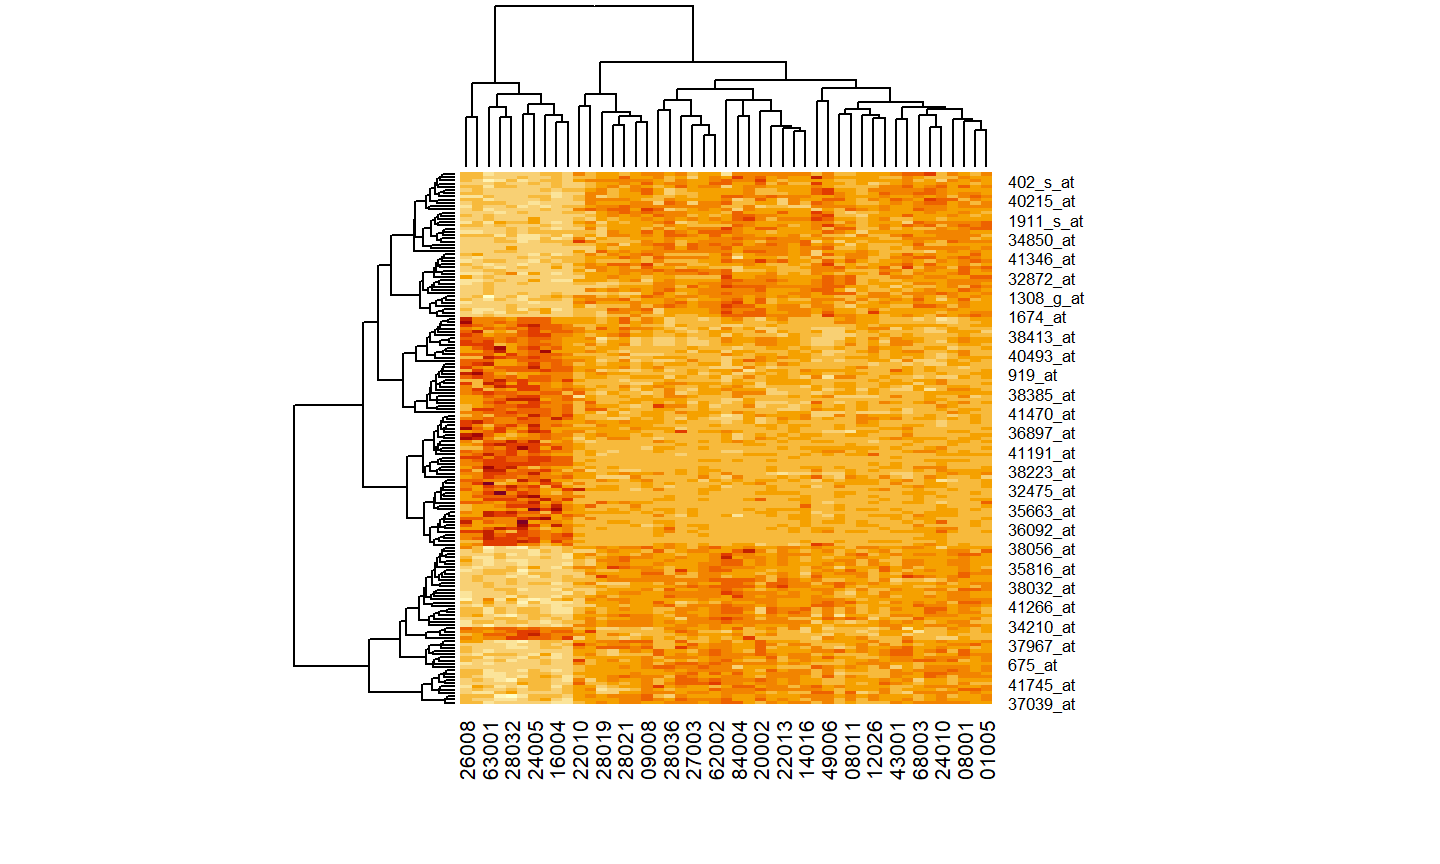 402_s_at
40215_at
1911_s_at
34850_at
41346_at
32872_at
1308_g_at
1674_at
38413_at
40493_at
919_at
38385_at
41470_at
36897_at
41191_at
38223_at
32475_at
35663_at
36092_at
38056_at
35816_at
38032_at
41266_at
34210_at
37967_at
675_at
41745_at
37039_at
26008
63001
28032
24005
16004
22010
28019
28021
09008
28036
27003
62002
84004
20002
22013
14016
49006
08011
12026
43001
68003
24010
08001
01005